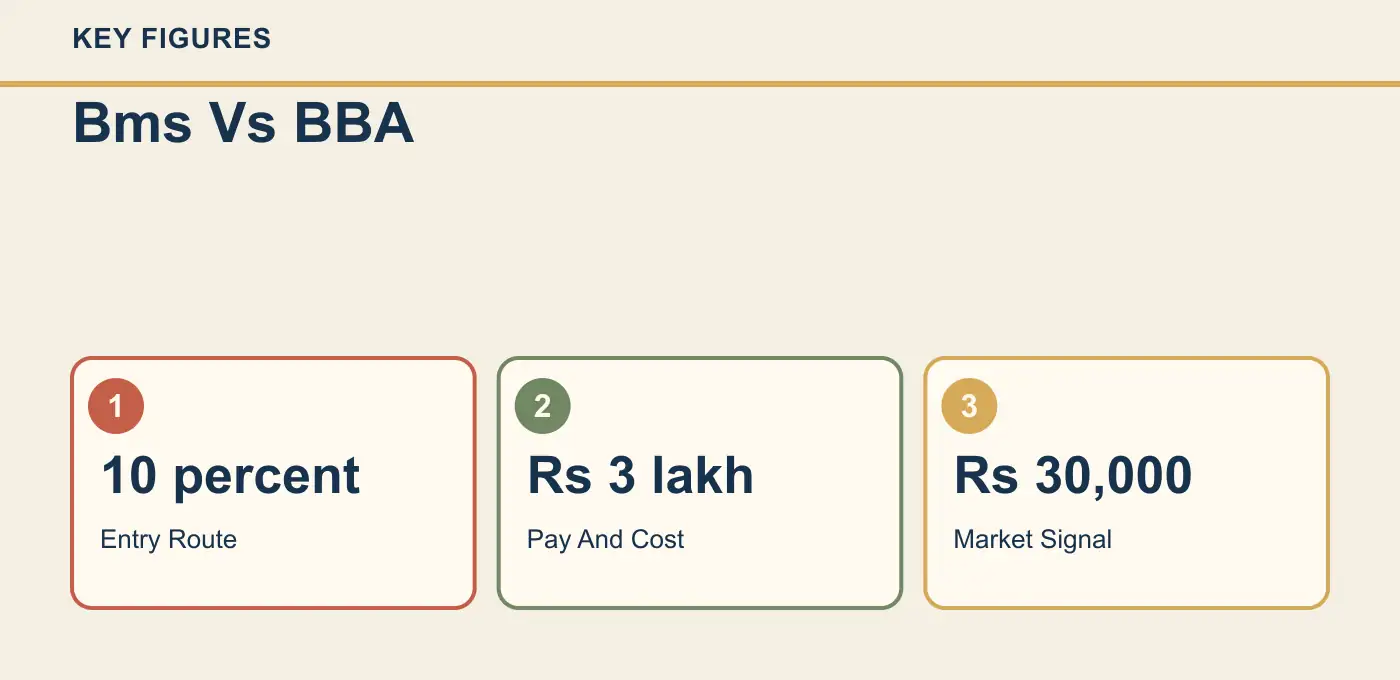 KEY FIGURES
Bms Vs BBA
1
10 percent
Entry Route
2
Rs 3 lakh
Pay And Cost
3
Rs 30,000
Market Signal